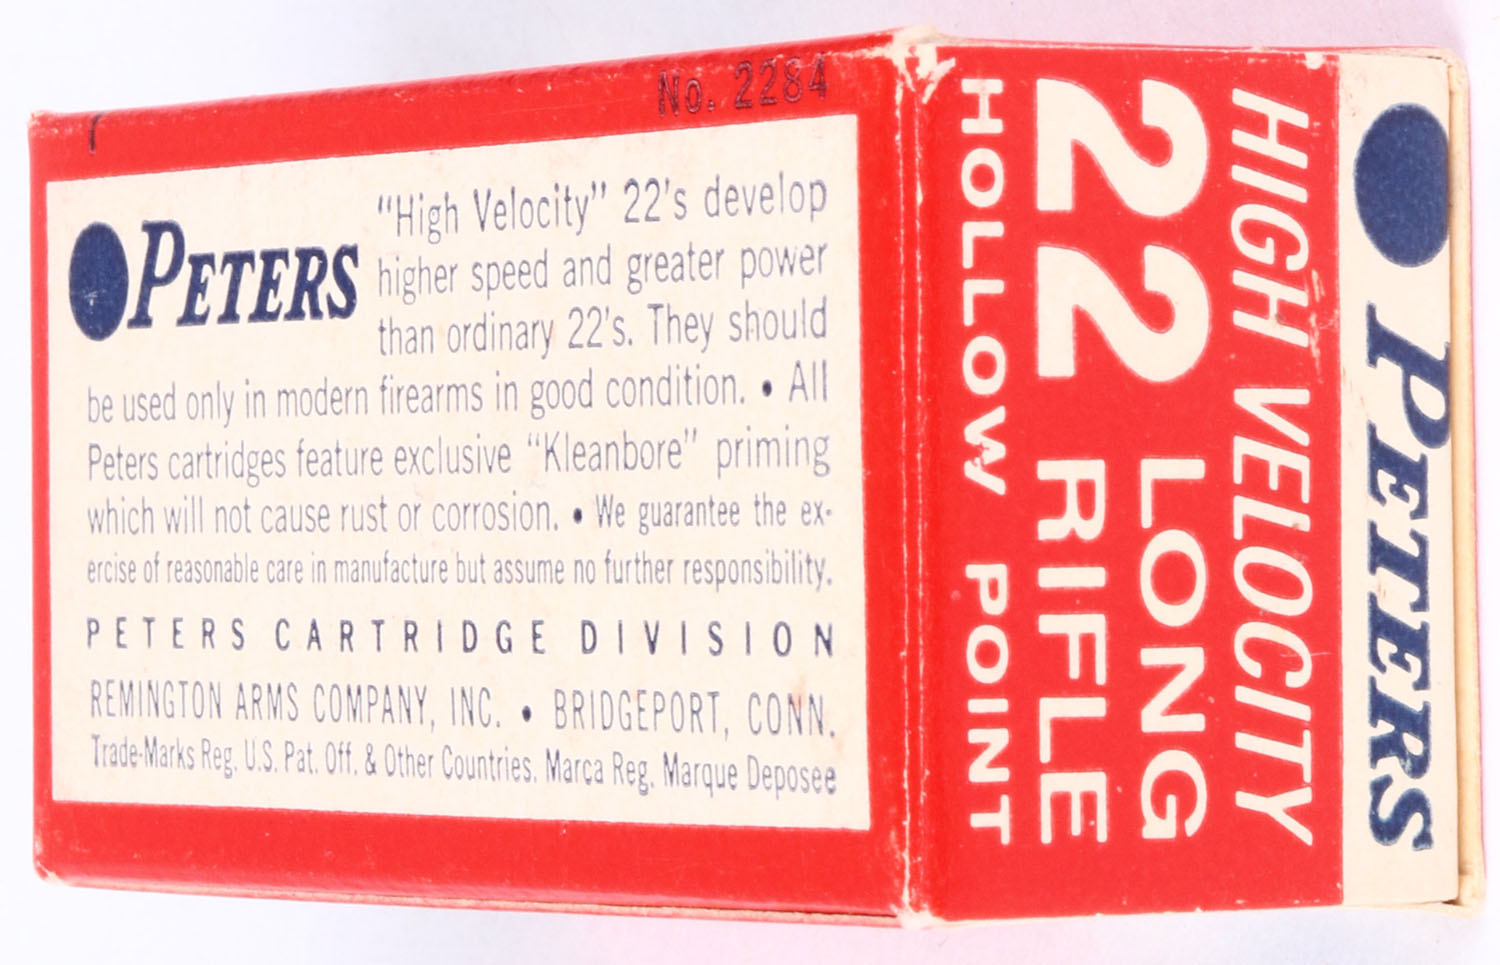 No. 2284
PETERS
"High Velocity" 22's develop
higher speed and greater power
than ordinary 22's. They should
be used only in modern firearms in good condition. • All
Peters cartridges feature exclusive "Kleanbore" priming
which will not cause rust or corrosion. • We guarantee the ex-
ercise of reasonable care in manufacture but assume no further responsibility.
PETERS CARTRIDGE DIVISION
REMINGTON ARMS COMPANY, INC. • BRIDGEPORT, CONN.
Trade-Marks Reg. U.S. Pat. Off. & Other Countries. Marca Reg. Marque Deposee
PETERS
HIGH VELOCITY
22 LONG
22 RIFLE
HOLLOW POINT